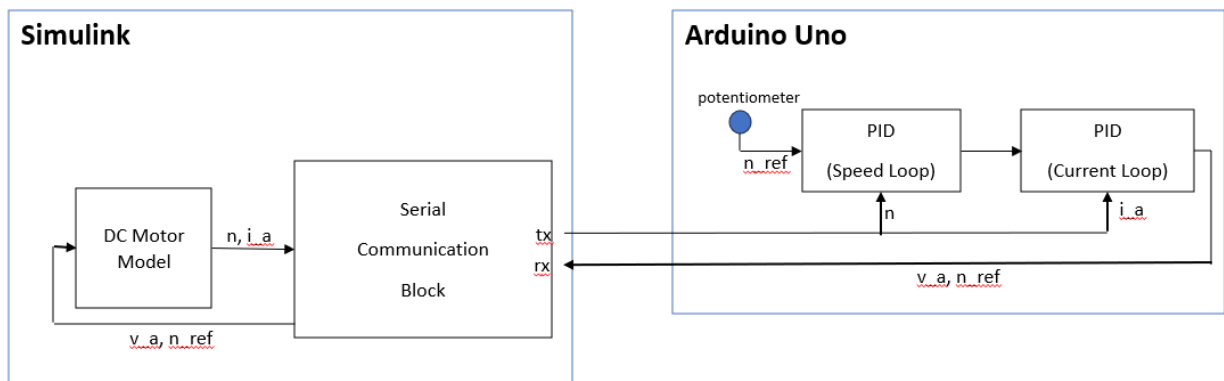 Simulink
DC Motor
Model
n, i_a
v_a, n_ref
Serial
Communication
Block
tx
rx
Arduino Uno
potentiometer
n_ref
PID
(Speed Loop)
PID
(Current Loop)
n
i_a
v_a, n_ref